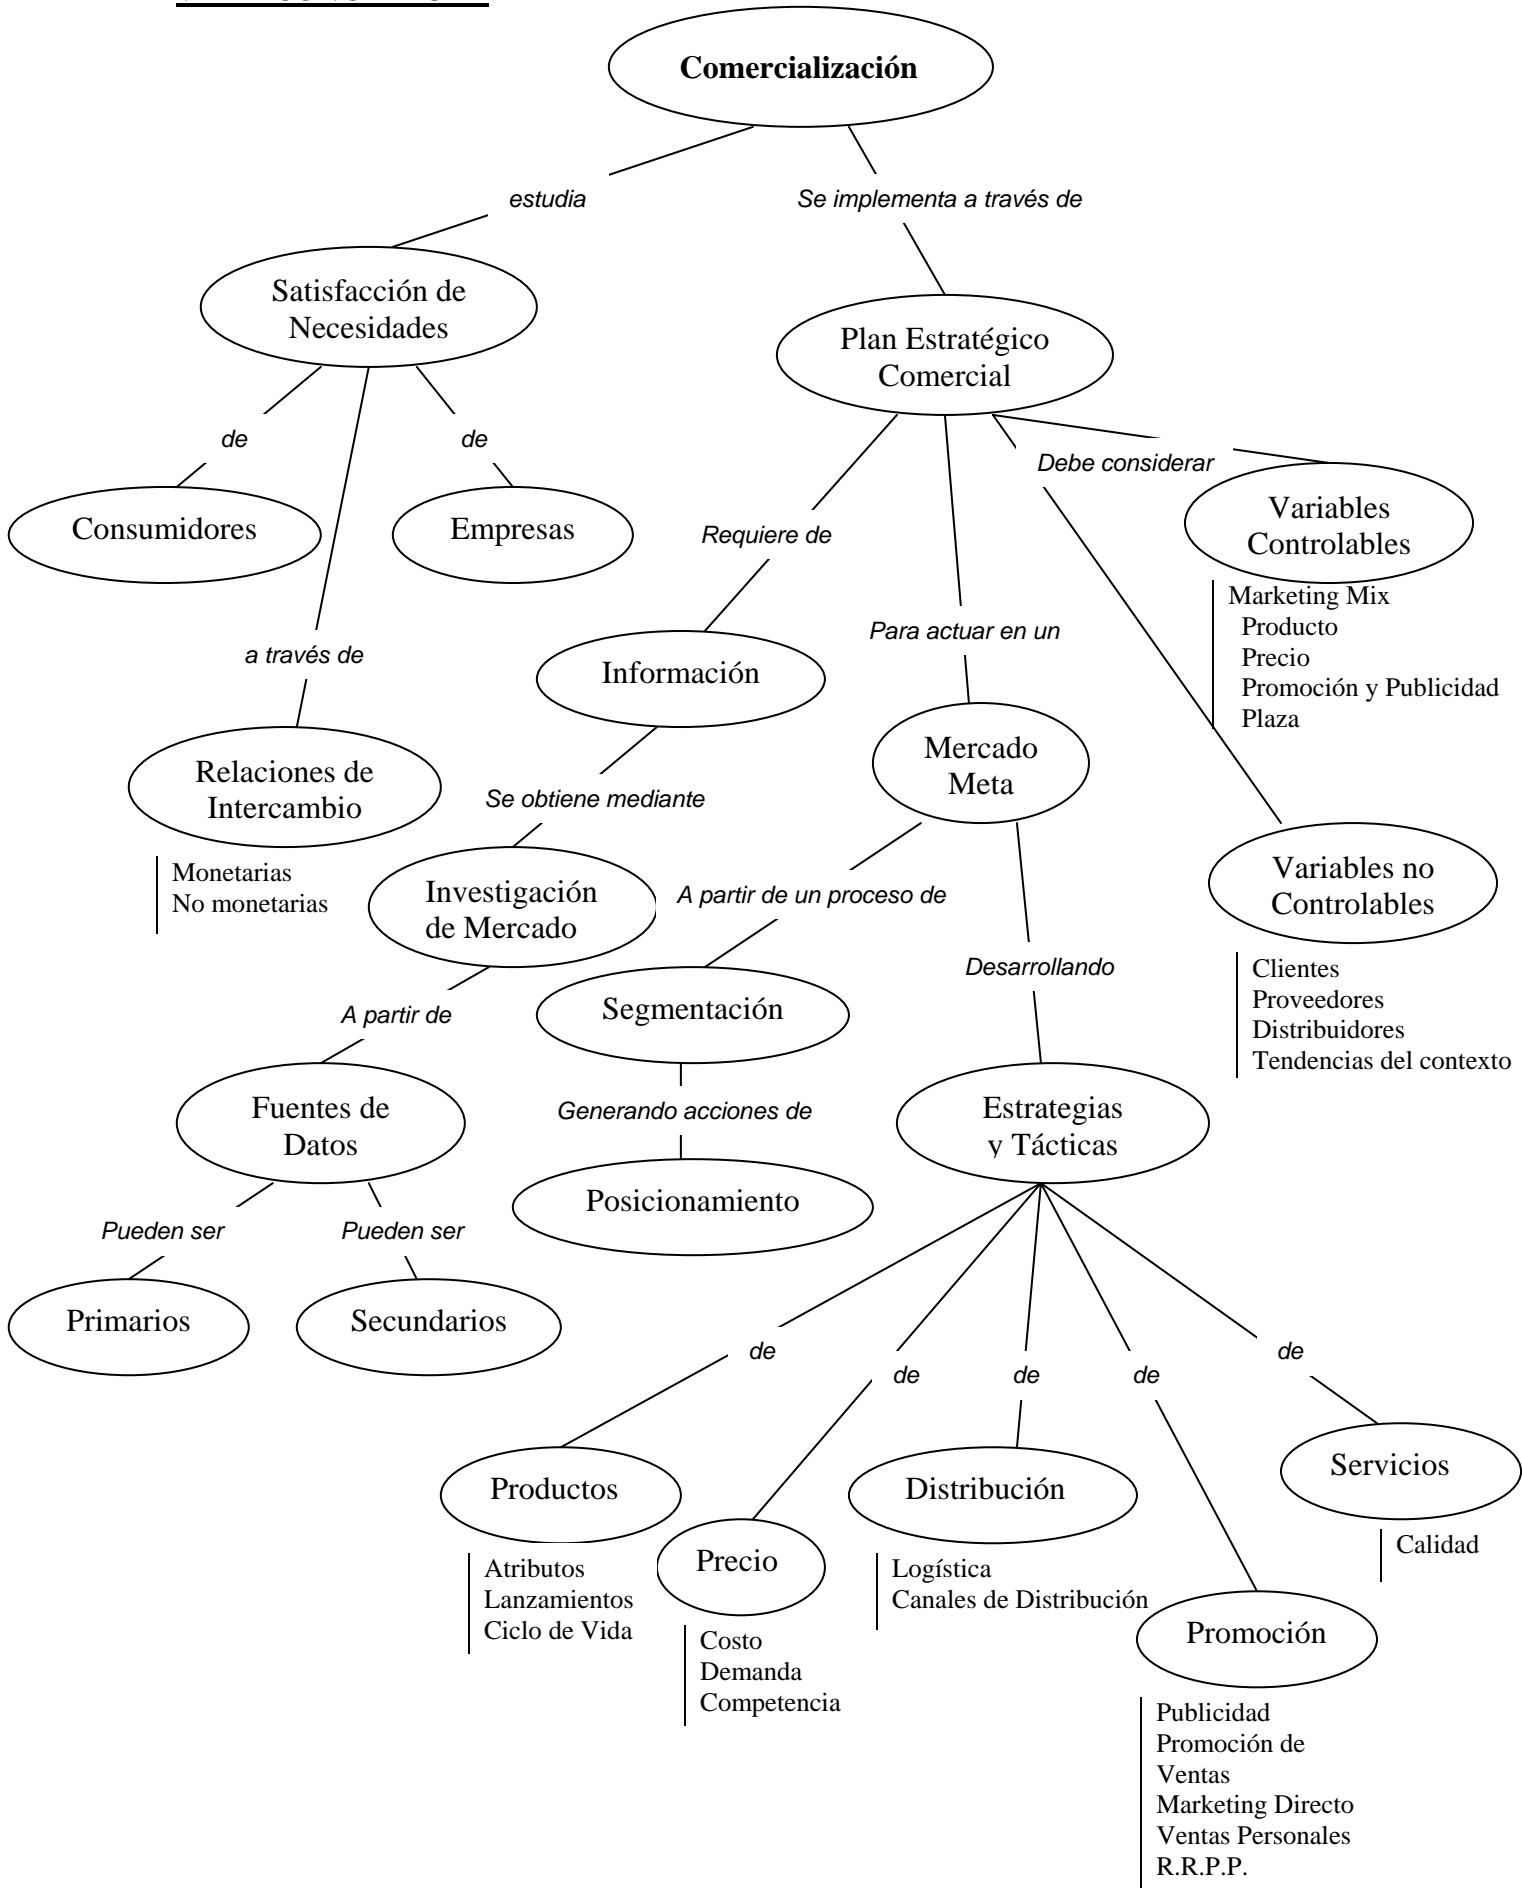 Comercialización
estudia
Se implementa a través de
Satisfacción de
Necesidades
Plan Estratégico
Comercial
de
de
Debe considerar
Consumidores
Empresas
Variables
Controlables
Requiere de
Marketing Mix
Producto
Precio
Promoción y Publicidad
Plaza
Para actuar en un
a través de
Información
Mercado
Meta
Relaciones de
Intercambio
Se obtiene mediante
Monetarias
No monetarias
Investigación
de Mercado
A partir de un proceso de
Variables no
Controlables
Desarrollando
Clientes
Proveedores
Distribuidores
Tendencias del contexto
A partir de
Segmentación
Fuentes de
Datos
Generando acciones de
Estrategias
y Tácticas
Posicionamiento
Pueden ser
Pueden ser
Primarios
Secundarios
de
de
de
de
de
Productos
Atributos
Lanzamientos
Ciclo de Vida
Precio
Costo
Demanda
Competencia
Distribución
Logística
Canales de Distribución
Servicios
Calidad
Promoción
Publicidad
Promoción de
Ventas
Marketing Directo
Ventas Personales
R.R.P.P.